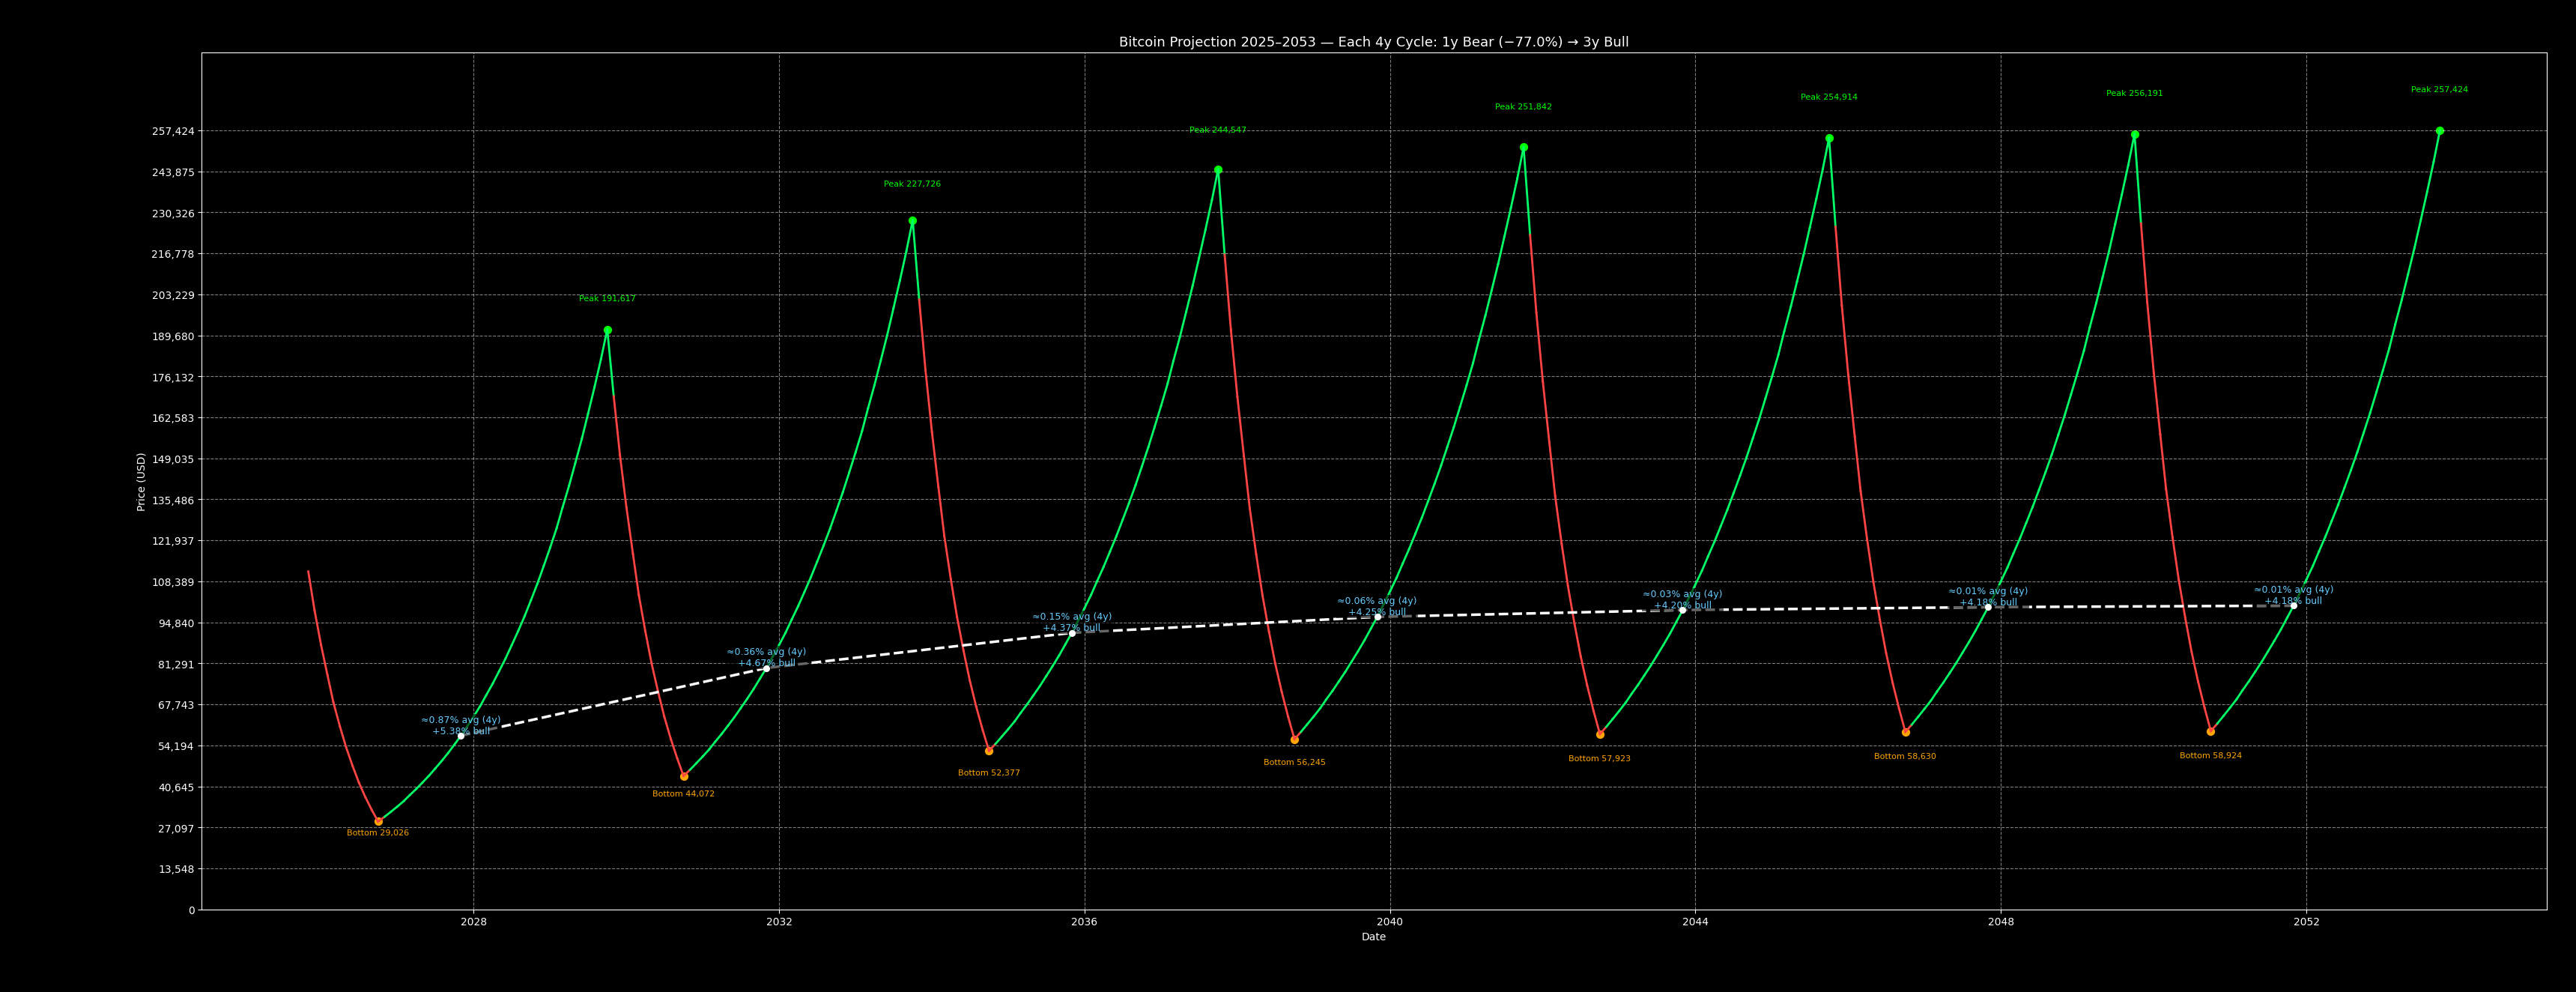 Bitcoin Projection 2025–2053 — Each 4y Cycle: 1y Bear (−77.0%) → 3y Bull
Price (USD)
257,424
243,875
230,326
216,778
203,229
189,680
176,132
162,583
149,035
135,486
121,937
108,389
94,840
81,291
67,743
54,194
40,645
27,097
13,548
0
Peak 191,617
Peak 227,726
Peak 244,547
Peak 251,842
Peak 254,914
Peak 256,191
Peak 257,424
≈0.87% avg (4y)
+5.38% bull
≈0.36% avg (4y)
+4.67% bull
≈0.15% avg (4y)
+4.37% bull
≈0.06% avg (4y)
+4.25% bull
≈0.03% avg (4y)
+4.20% bull
≈0.01% avg (4y)
+4.18% bull
≈0.01% avg (4y)
+4.18% bull
Bottom 29,026
Bottom 44,072
Bottom 52,377
Bottom 56,245
Bottom 57,923
Bottom 58,630
Bottom 58,924
2028
2032
2036
2040
2044
2048
2052
Date